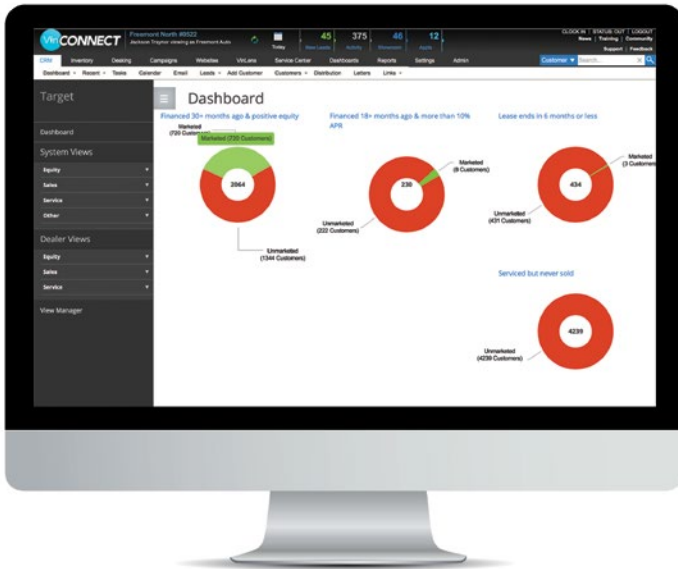 VinCONNECT
Freemont North #8522
Jackson Traynor viewing as Freemont Auto
Today
45
New Leads
375
Activity
46
Showroom
12
Appts
CLOCK IN | STATUS: OUT | LOGOUT
News | Training | Community
Support | Feedback
CRM Inventory Desking Campaigns Websites VinLens Service Center Dashboards Reports Settings Admin
Customer Search...
Dashboard Recent Tasks Calendar Email Leads Add Customer Customers Distribution Letters Links
Target
Dashboard
System Views
Equity
Sales
Service
Other
Dealer Views
Equity
Sales
Service
View Manager
Dashboard
Financed 30+ months ago & positive equity
Marketed
(720 Customers)
Marketed (720 Customers)
2064
Unmarketed
(1344 Customers)
Financed 18+ months ago & more than 10%
APR
Marketed
(8 Customers)
230
Unmarketed
(222 Customers)
Lease ends in 6 months or less
Marketed
(3 Customers
434
Unmarketed
(431 Customers)
Serviced but never sold
4239
Unmarketed
(4239 Customers)